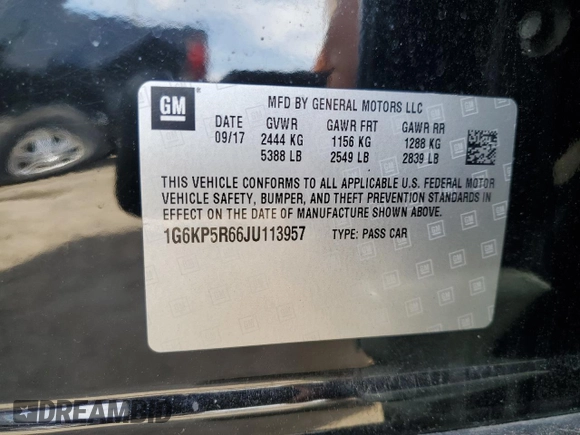 GM
MFD BY GENERAL MOTORS LLC
DATE GVWR GAWR FRT GAWR RR
09/17 2444 KG 1156 KG 1288 KG
5388 LB 2549 LB 2839 LB
THIS VEHICLE CONFORMS TO ALL APPLICABLE U.S. FEDERAL MOTOR
VEHICLE SAFETY, BUMPER, AND THEFT PREVENTION STANDARDS IN
EFFECT ON THE DATE OF MANUFACTURE SHOWN ABOVE.
1G6KP5R66JU113957 TYPE: PASS CAR
DREAMBID